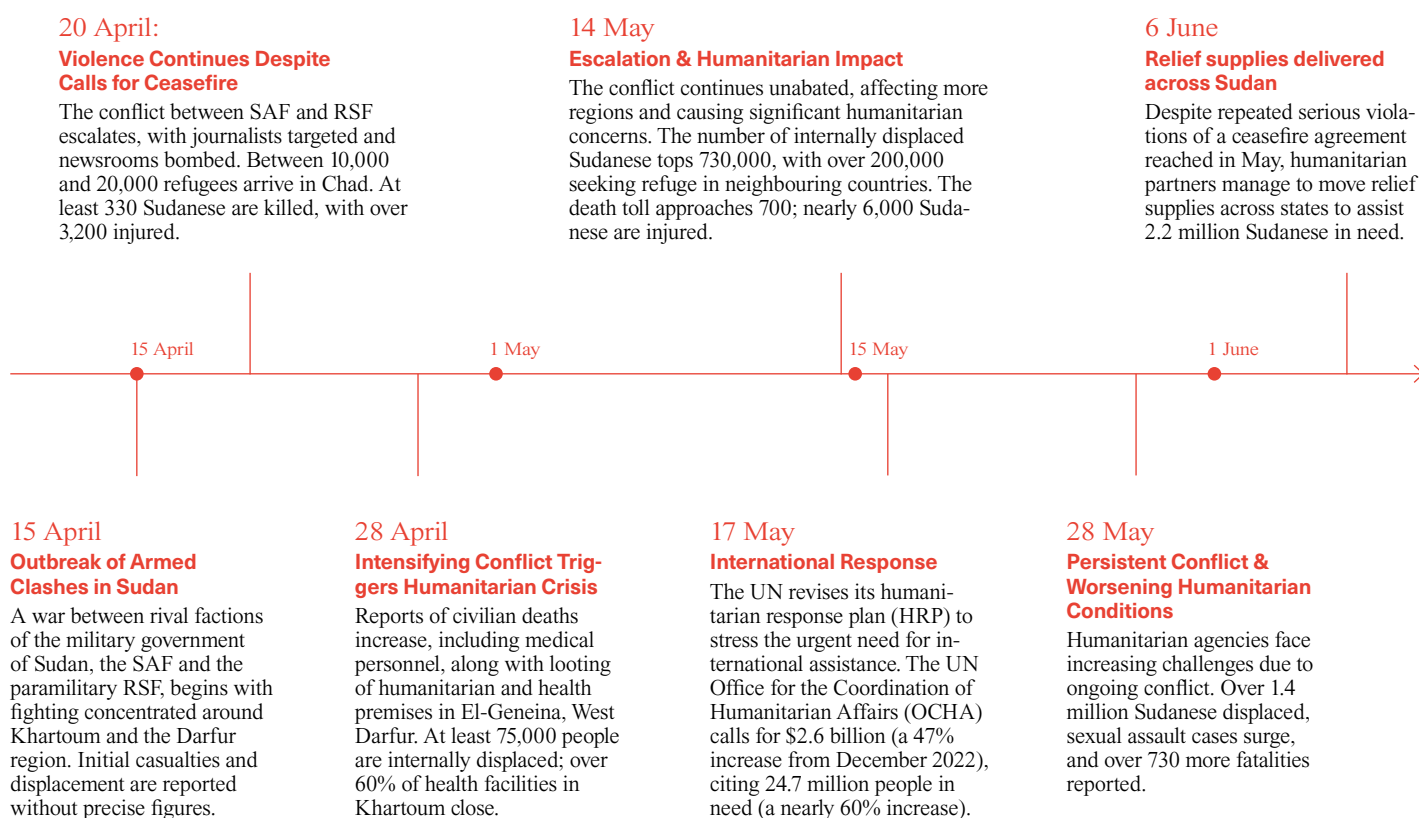 20 April:
Violence Continues Despite
Calls for Ceasefire
The conflict between SAF and RSF
escalates, with journalists targeted and
newsrooms bombed. Between 10,000
and 20,000 refugees arrive in Chad. At
least 330 Sudanese are killed, with over
3,200 injured.
14 May
Escalation & Humanitarian Impact
The conflict continues unabated, affecting more
regions and causing significant humanitarian
concerns. The number of internally displaced
Sudanese tops 730,000, with over 200,000
seeking refuge in neighbouring countries. The
death toll approaches 700; nearly 6,000 Suda-
nese are injured.
6 June
Relief supplies delivered
across Sudan
Despite repeated serious viola-
tions of a ceasefire agreement
reached in May, humanitarian
partners manage to move relief
supplies across states to assist
2.2 million Sudanese in need.
15 April
1 May
15 May
1 June
15 April
Outbreak of Armed
Clashes in Sudan
A war between rival factions
of the military government
of Sudan, the SAF and the
paramilitary RSF, begins with
fighting concentrated around
Khartoum and the Darfur
region. Initial casualties and
displacement are reported
without precise figures.
28 April
Intensifying Conflict Trig-
gers Humanitarian Crisis
Reports of civilian deaths
increase, including medical
personnel, along with looting
of humanitarian and health
premises in El-Geneina, West
Darfur. At least 75,000 people
are internally displaced; over
60% of health facilities in
Khartoum close.
17 May
International Response
The UN revises its humani-
tarian response plan (HRP) to
stress the urgent need for in-
ternational assistance. The UN
Office for the Coordination of
Humanitarian Affairs (OCHA)
calls for $2.6 billion (a 47%
increase from December 2022),
citing 24.7 million people in
need (a nearly 60% increase).
28 May
Persistent Conflict &
Worsening Humanitarian
Conditions
Humanitarian agencies face
increasing challenges due to
ongoing conflict. Over 1.4
million Sudanese displaced,
sexual assault cases surge,
and over 730 more fatalities
reported.